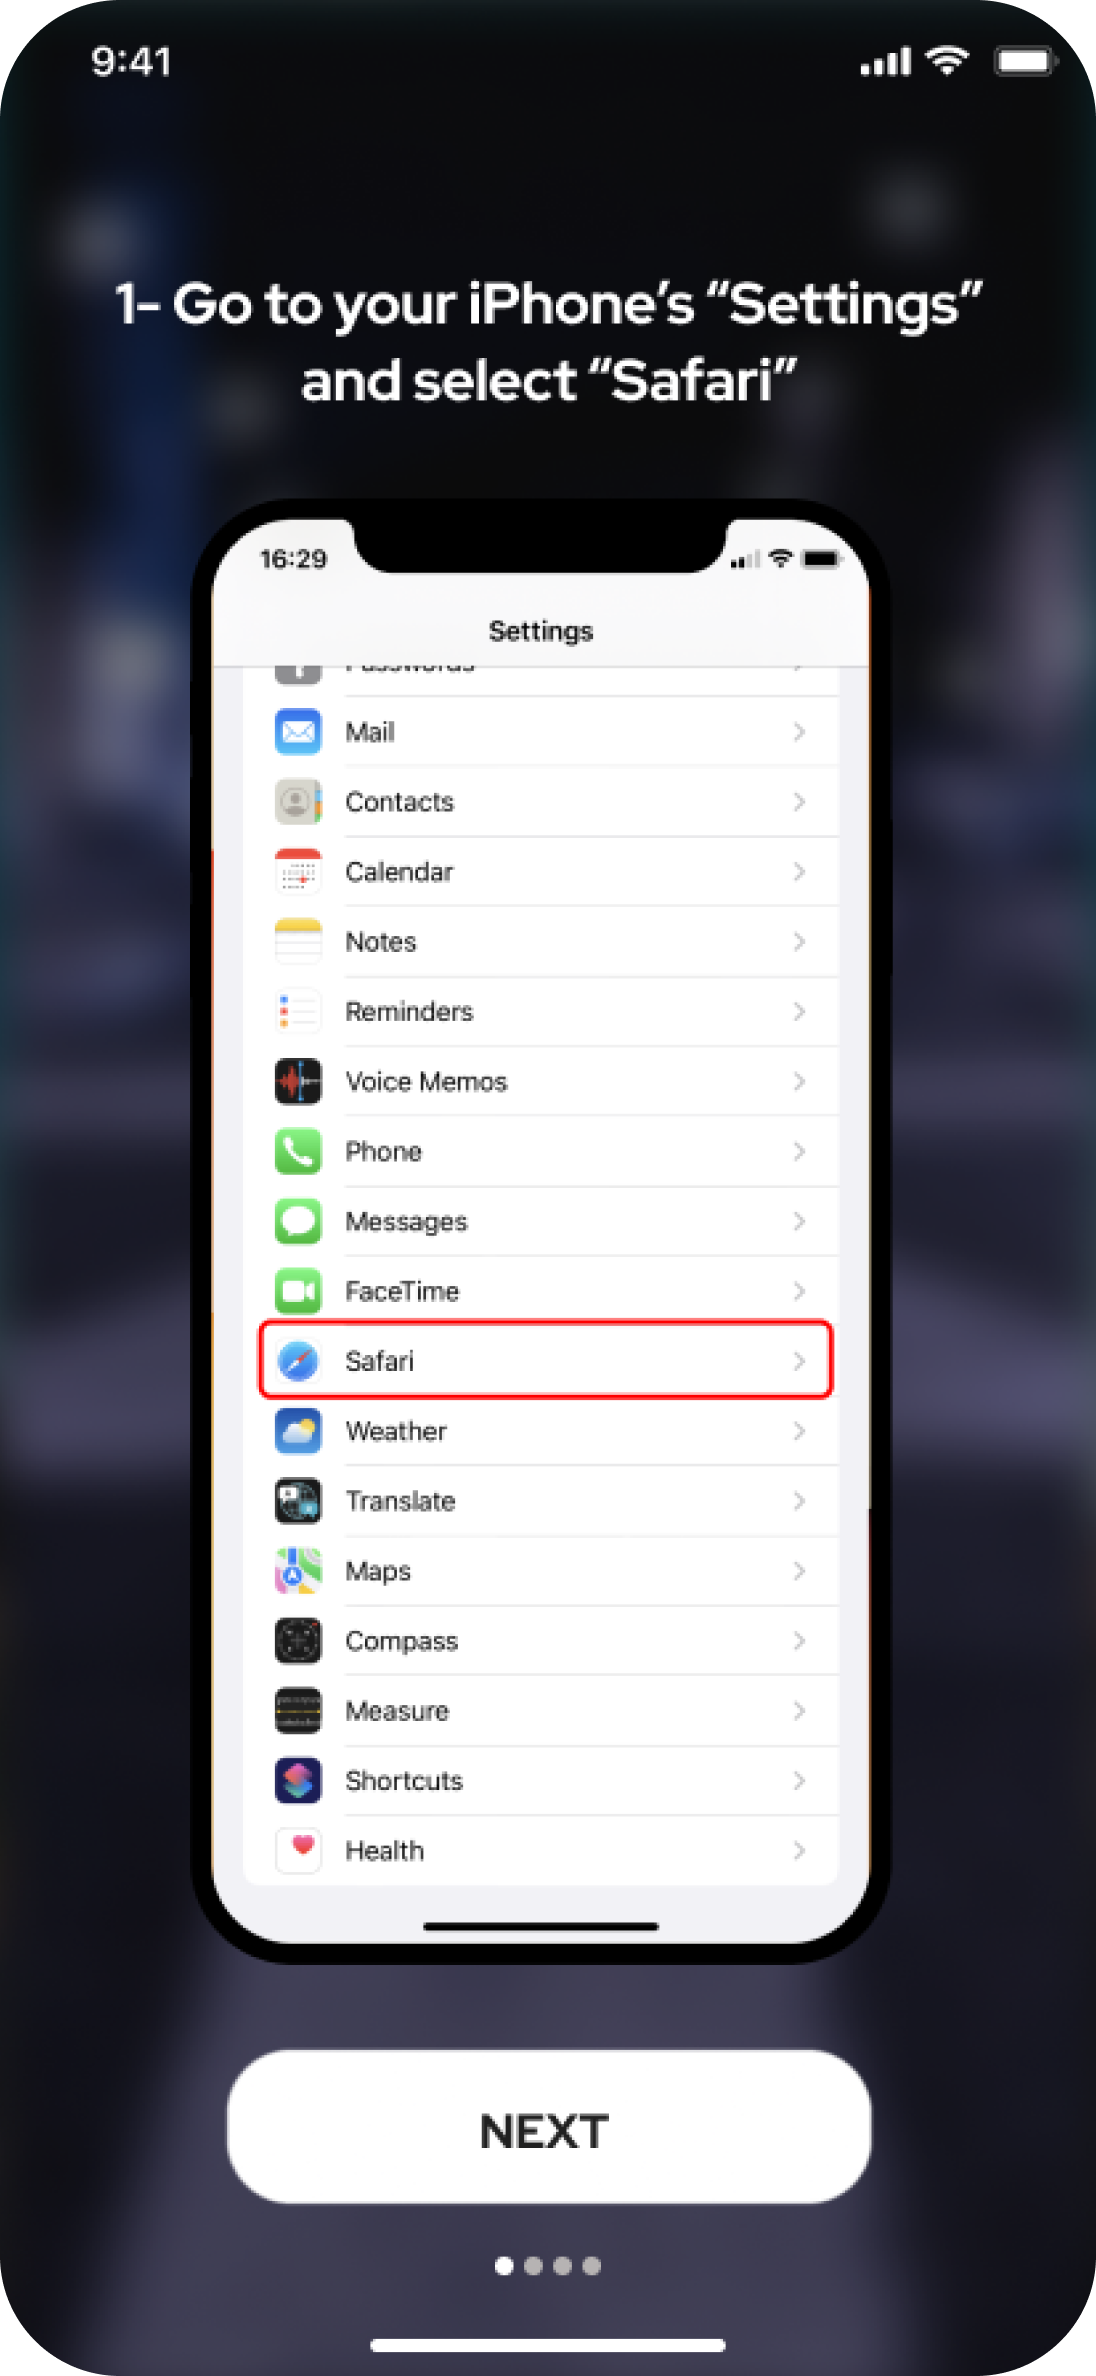 9:41
1- Go to your iPhone’s “Settings”
and select “Safari”
16:29
Settings
Passwords
Mail
Contacts
Calendar
Notes
Reminders
Voice Memos
Phone
Messages
FaceTime
Safari
Weather
Translate
Maps
Compass
Measure
Shortcuts
Health
NEXT